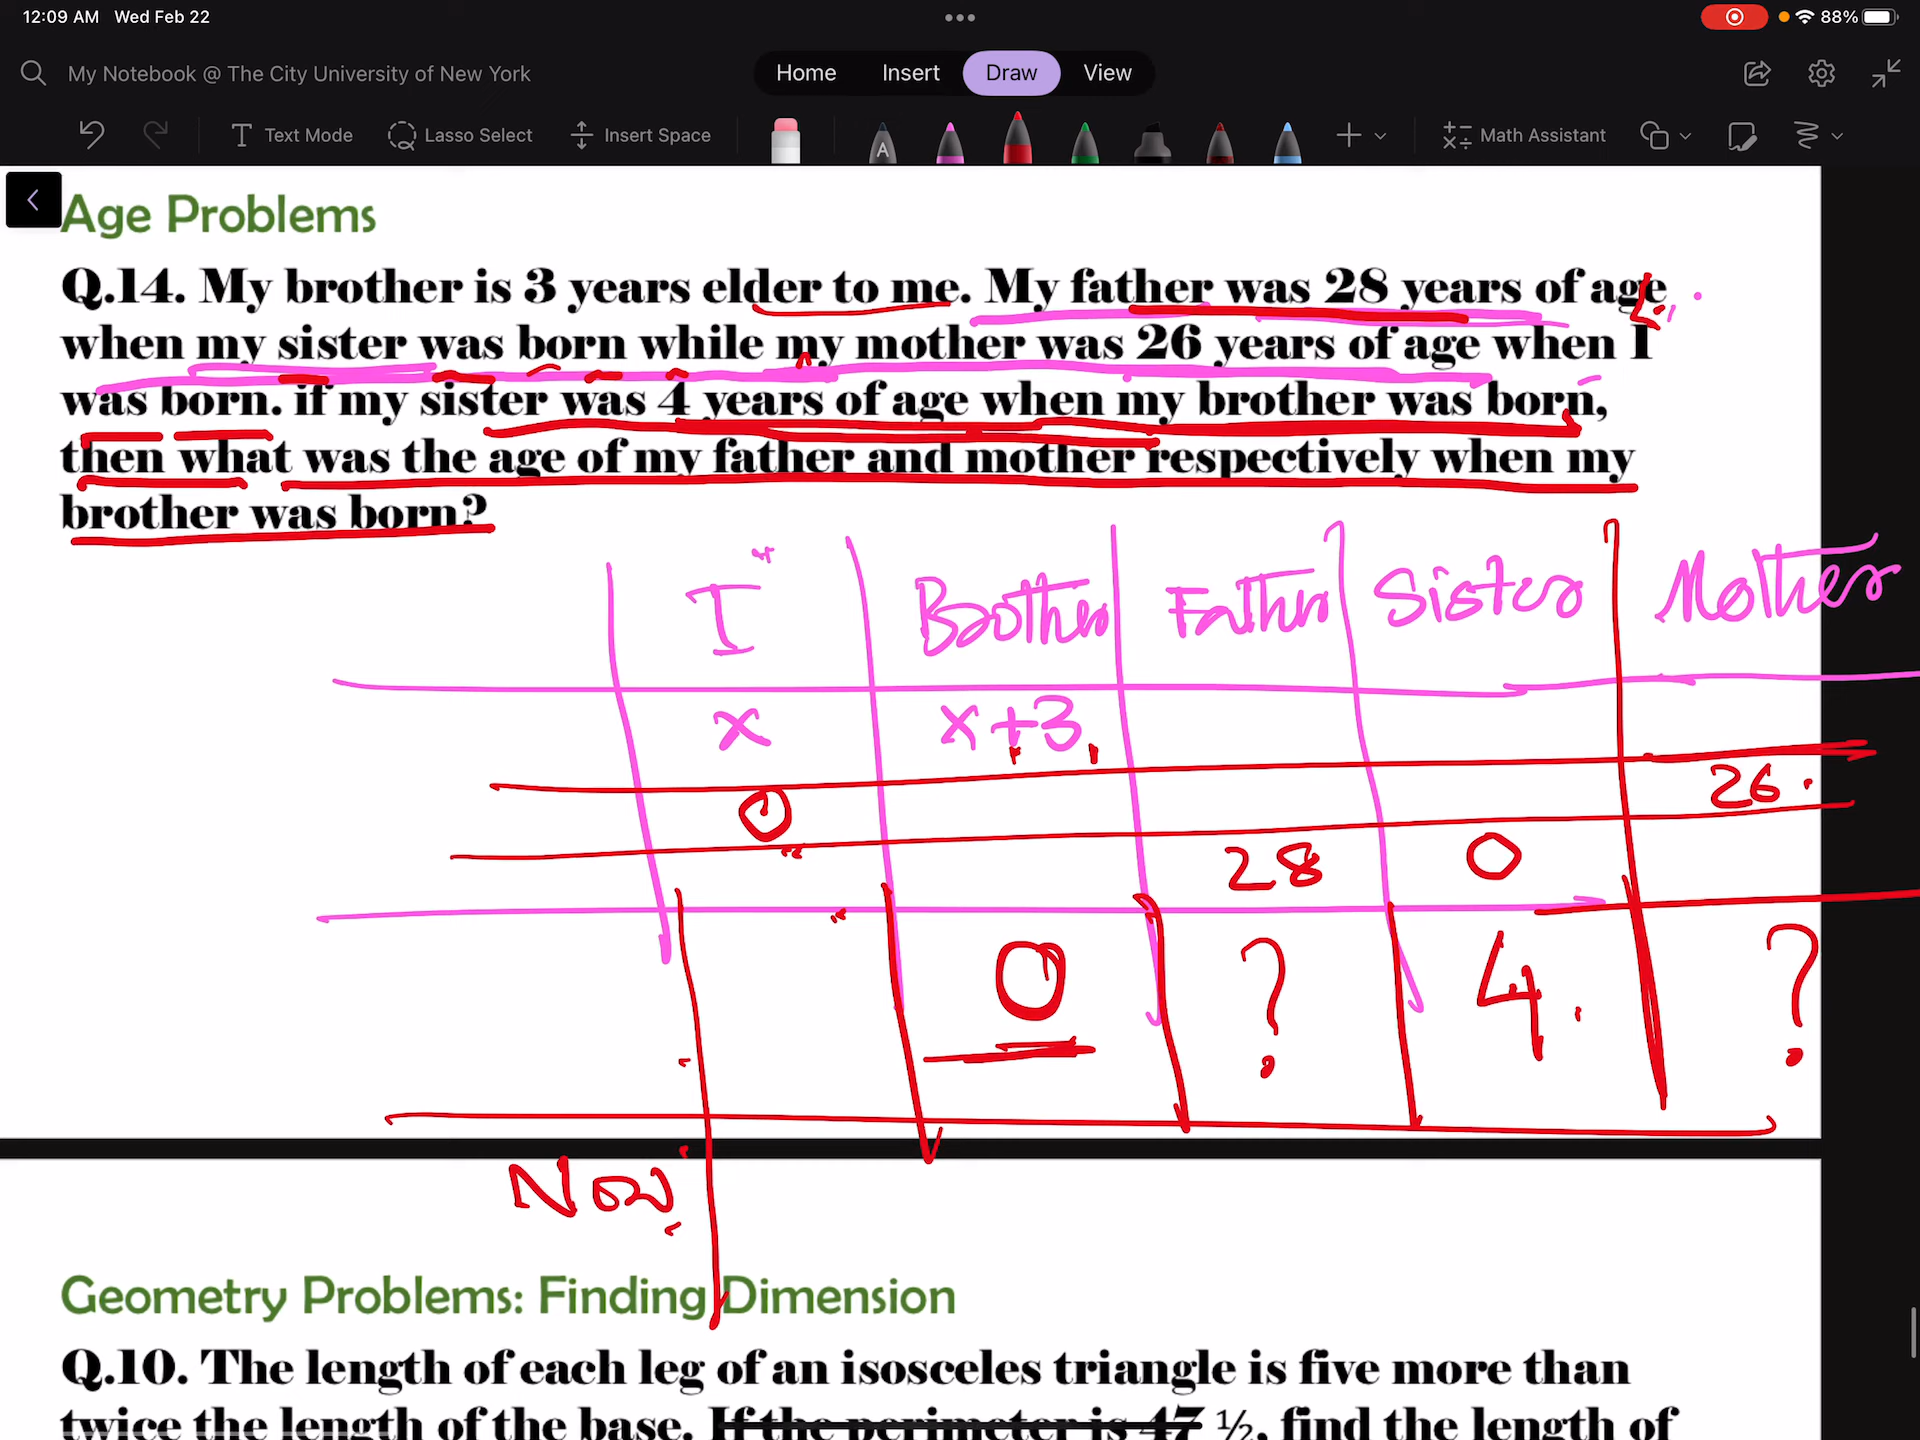 12:09 AM Wed Feb 22
88%
My Notebook @ The City University of New York
Home Insert Draw View
Text Mode Lasso Select Insert Space A Math Assistant
Age Problems
Q.14. My brother is 3 years elder to me. My father was 28 years of age
when my sister was born while my mother was 26 years of age when I
was born. if my sister was 4 years of age when my brother was born,
then what was the age of my father and mother respectively when my
brother was born?
I Brother Father Sister Mother
x x+3
0 26
28 0
0 ? 4 ?
Now
Geometry Problems: Finding Dimension
Q.10. The length of each leg of an isosceles triangle is five more than
twice the length of the base. If the perimeter is 47 ½, find the length of